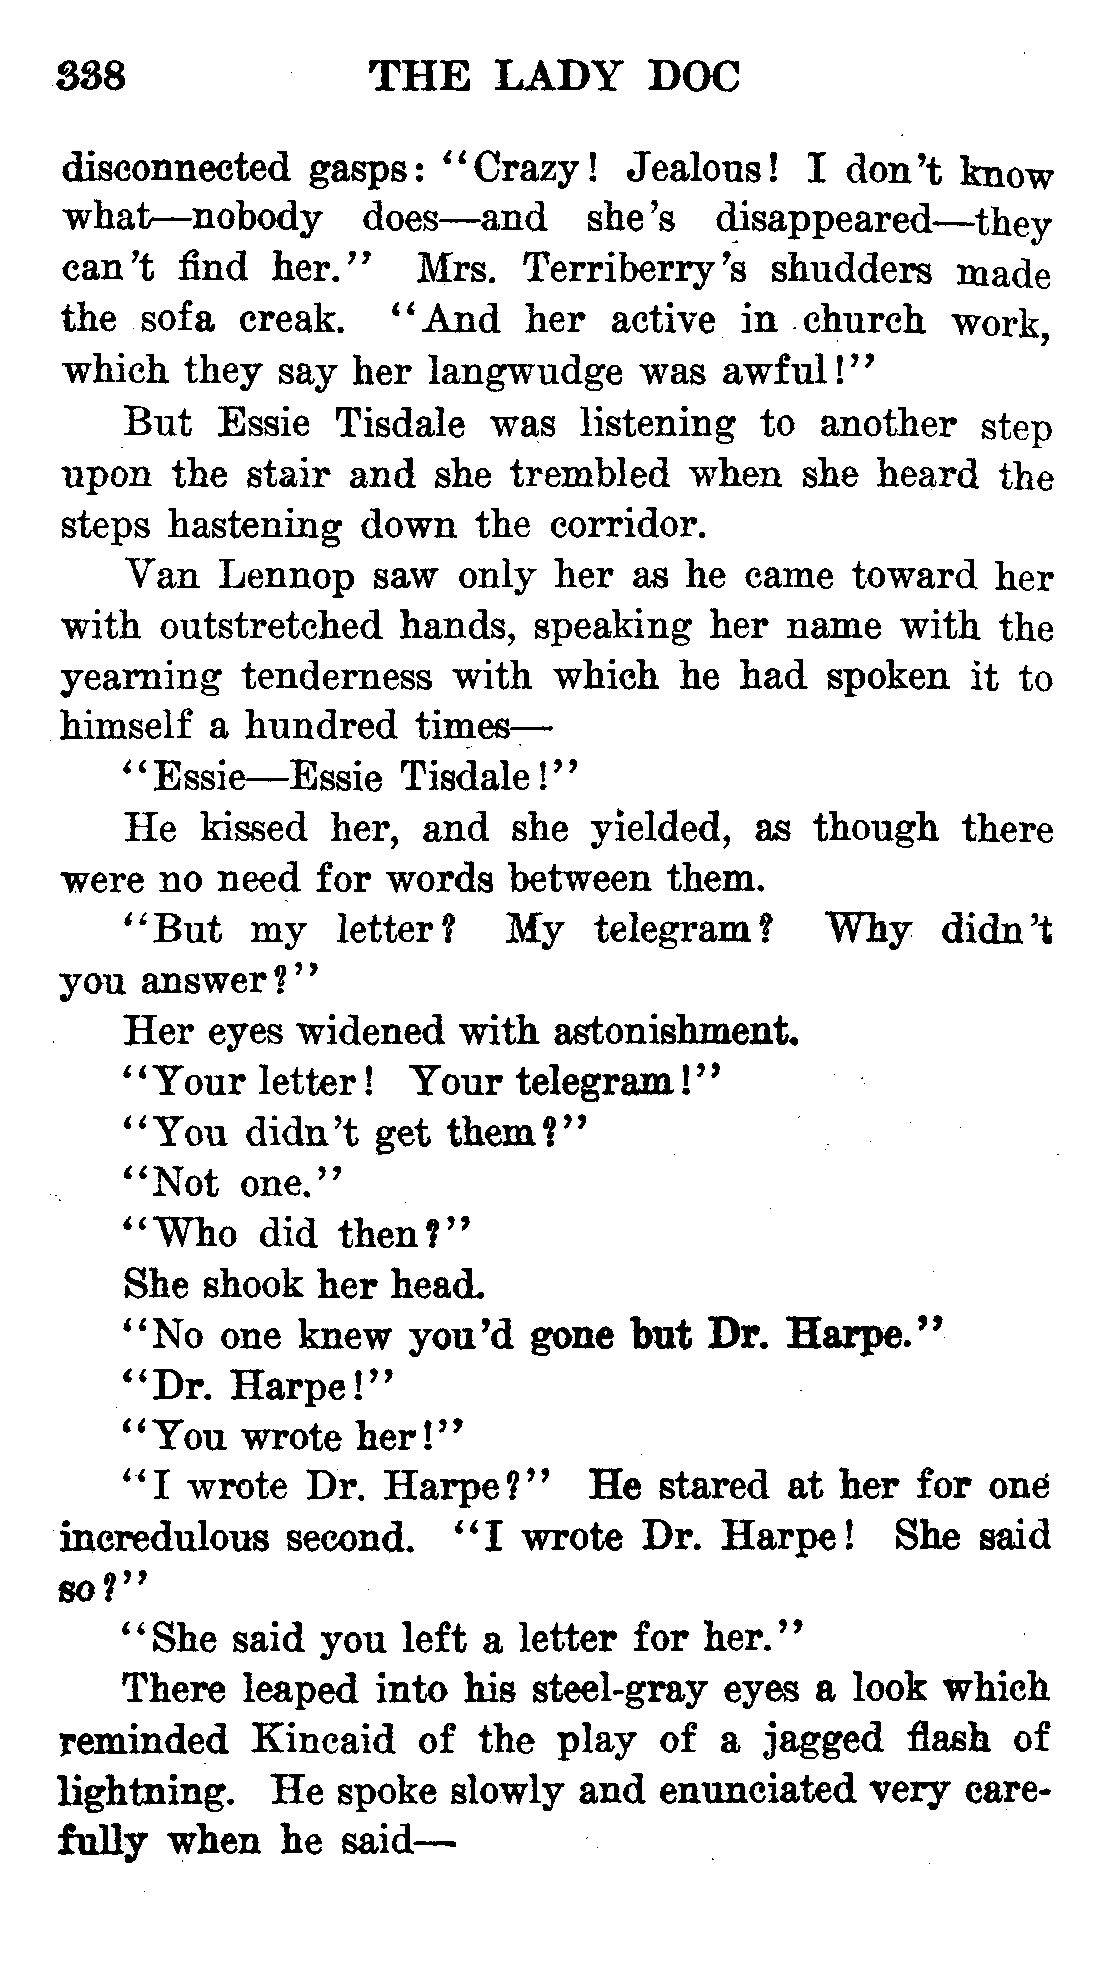 338 THE LADY DOC
disconnected gasps: "Crazy! Jealous! I don't know
what—nobody does—and she's disappeared—they
can't find her." Mrs. Terriberry's shudders made
the sofa creak. "And her active in church work,
which they say her langwudge was awful!"
But Essie Tisdale was listening to another step
upon the stair and she trembled when she heard the
steps hastening down the corridor.
Van Lennop saw only her as he came toward her
with outstretched hands, speaking her name with the
yearning tenderness with which he had spoken it to
himself a hundred times—
"Essie—Essie Tisdale!"
He kissed her, and she yielded, as though there
were no need for words between them.
"But my letter? My telegram? Why didn't
you answer?"
Her eyes widened with astonishment.
"Your letter! Your telegram!"
"You didn't get them?"
"Not one."
"Who did then?"
She shook her head.
"No one knew you'd gone but Dr. Harpe."
"Dr. Harpe!"
"You wrote her!"
"I wrote Dr. Harpe?" He stared at her for one
incredulous second. "I wrote Dr. Harpe! She said
so?"
"She said you left a letter for her."
There leaped into his steel-gray eyes a look which
reminded Kincaid of the play of a jagged flash of
lightning. He spoke slowly and enunciated very care-
fully when he said—